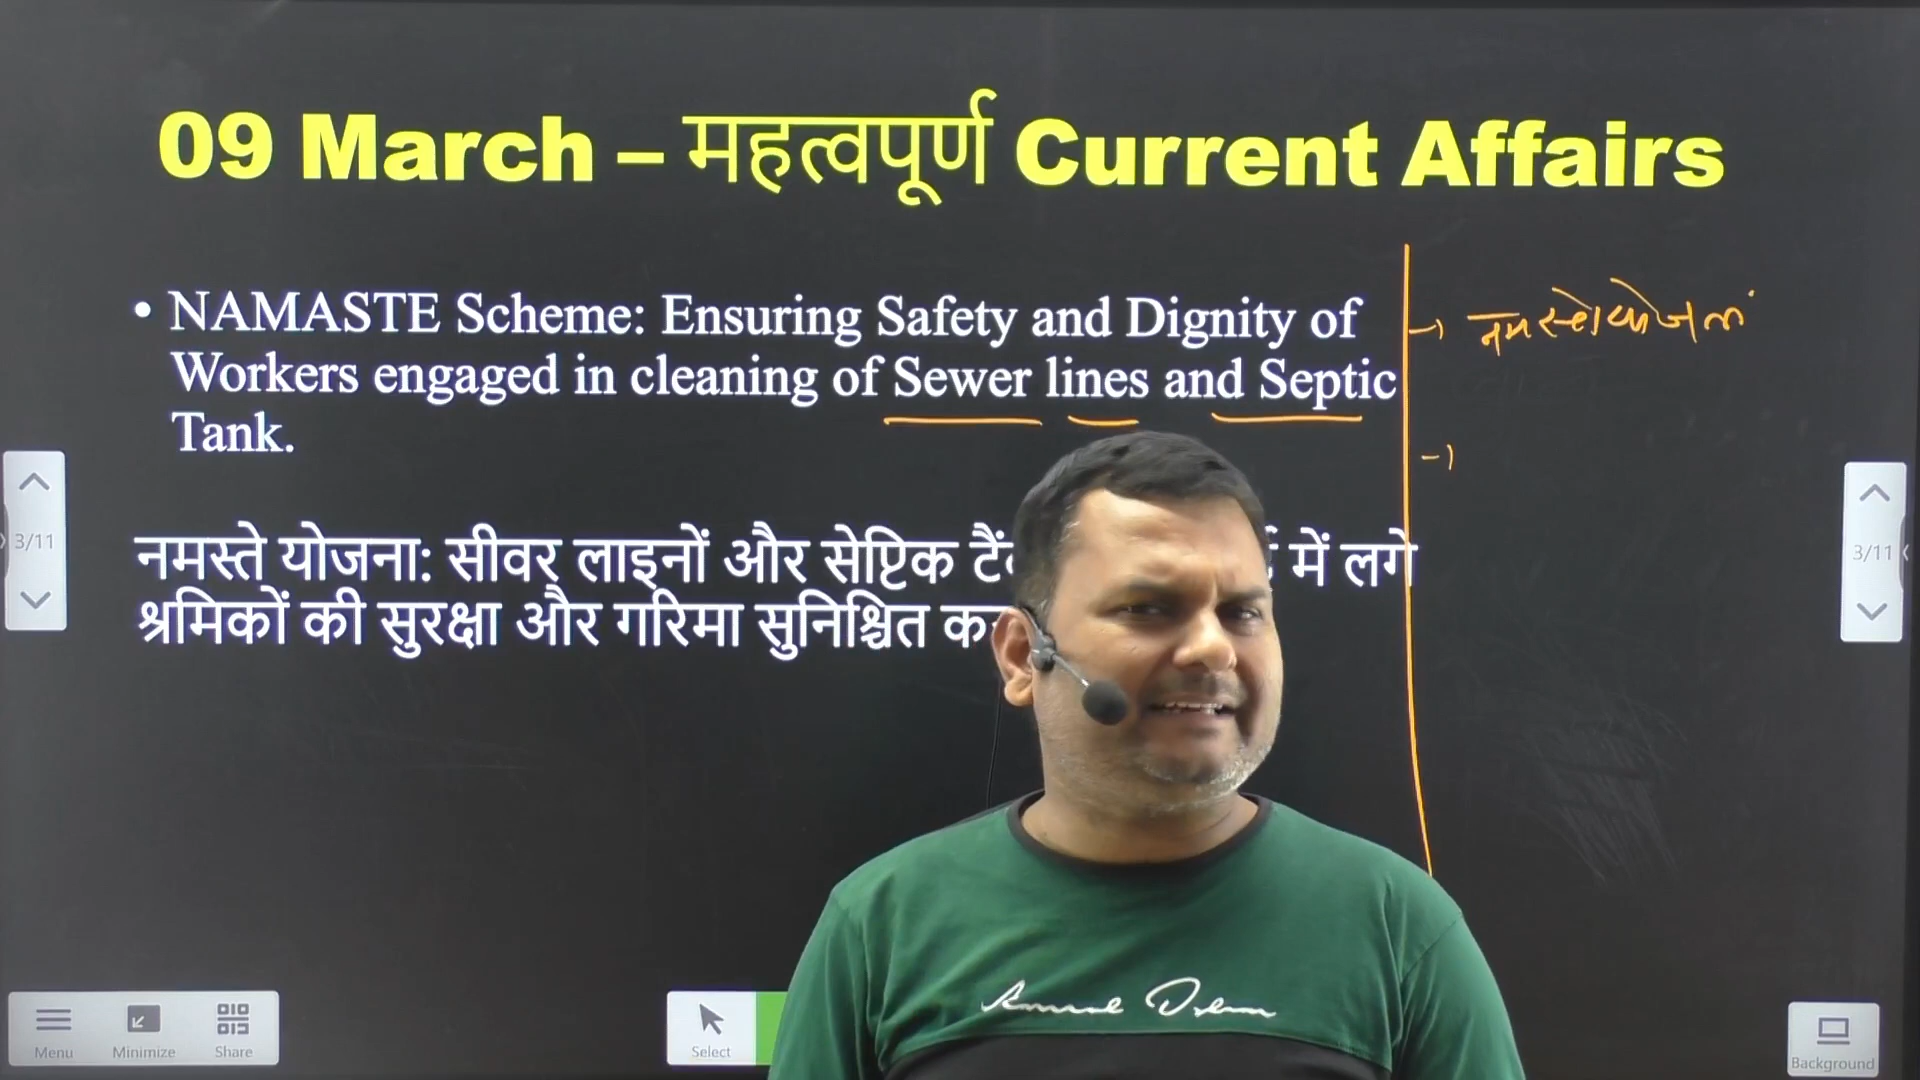 09 March – महत्वपूर्ण Current Affairs
• NAMASTE Scheme: Ensuring Safety and Dignity of
Workers engaged in cleaning of Sewer lines and Septic
Tank.
नमस्ते योजना
नमस्ते योजना: सीवर लाइनों और सेप्टिक में लगे
श्रमिकों की सुरक्षा और गरिमा सुनिश्चित
3/11
3/11
Menu
Minimize
Share
Select
Background